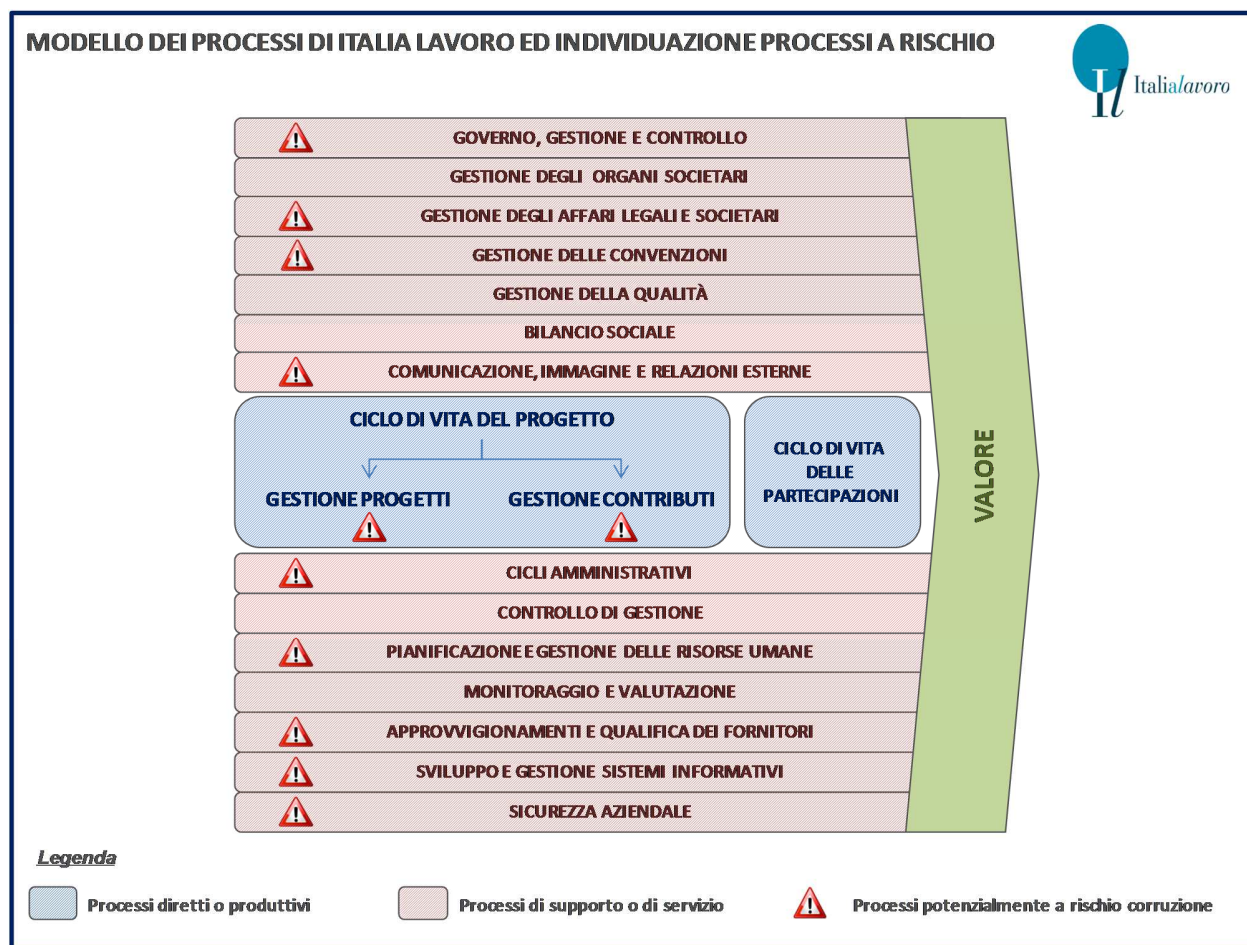 MODELLO DEI PROCESSI DI ITALIA LAVORO ED INDIVIDUAZIONE PROCESSI A RISCHIO
Il Italialavoro
GOVERNO, GESTIONE E CONTROLLO
GESTIONE DEGLI ORGANI SOCIETARI
GESTIONE DEGLI AFFARI LEGALI E SOCIETARI
GESTIONE DELLE CONVENZIONI
GESTIONE DELLA QUALITÀ
BILANCIO SOCIALE
COMUNICAZIONE, IMMAGINE E RELAZIONI ESTERNE
CICLO DI VITA DEL PROGETTO
GESTIONE PROGETTI
GESTIONE CONTRIBUTI
CICLO DI VITA
DELLE
PARTECIPAZIONI
VALORE
CICLI AMMINISTRATIVI
CONTROLLO DI GESTIONE
PIANIFICAZIONE E GESTIONE DELLE RISORSE UMANE
MONITORAGGIO E VALUTAZIONE
APPROVVIGIONAMENTI E QUALIFICA DEI FORNITORI
SVILUPPO E GESTIONE SISTEMI INFORMATIVI
SICUREZZA AZIENDALE
Legenda
Processi diretti o produttivi
Processi di supporto o di servizio
Processi potenzialmente a rischio corruzione